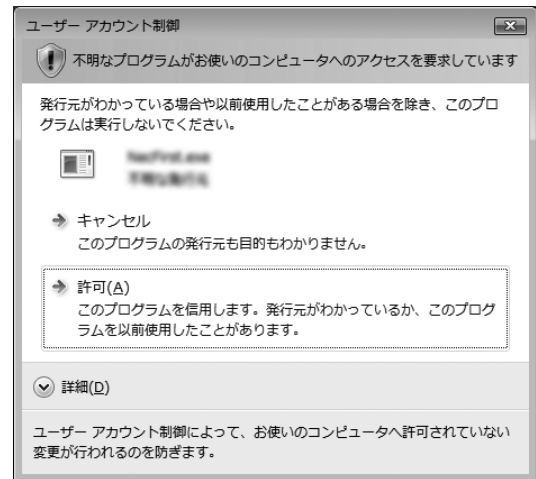 ユーザー アカウント制御
不明なプログラムがお使いのコンピュータへのアクセスを要求しています
発行元がわかっている場合や以前使用したことがある場合を除き、このプロ
グラムは実行しないでください。
キャンセル
このプログラムの発行元も目的もわかりません。
許可(A)
このプログラムを信用します。発行元がわかっているか、このプログ
ラムを以前使用したことがあります。
詳細(D)
ユーザー アカウント制御によって、お使いのコンピュータへ許可されていない
変更が行われるのを防ぎます。